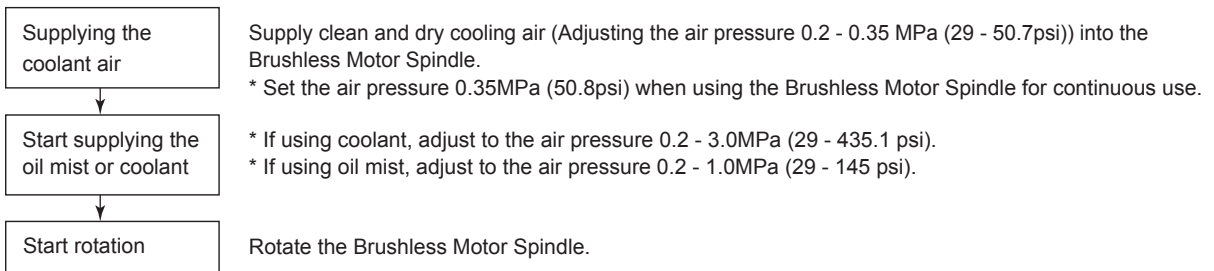 Supplying the
coolant air
Supply clean and dry cooling air (Adjusting the air pressure 0.2 - 0.35 MPa (29 - 50.7psi)) into the
Brushless Motor Spindle.
* Set the air pressure 0.35MPa (50.8psi) when using the Brushless Motor Spindle for continuous use.
Start supplying the
oil mist or coolant
* If using coolant, adjust to the air pressure 0.2 - 3.0MPa (29 - 435.1 psi).
* If using oil mist, adjust to the air pressure 0.2 - 1.0MPa (29 - 145 psi).
Start rotation
Rotate the Brushless Motor Spindle.